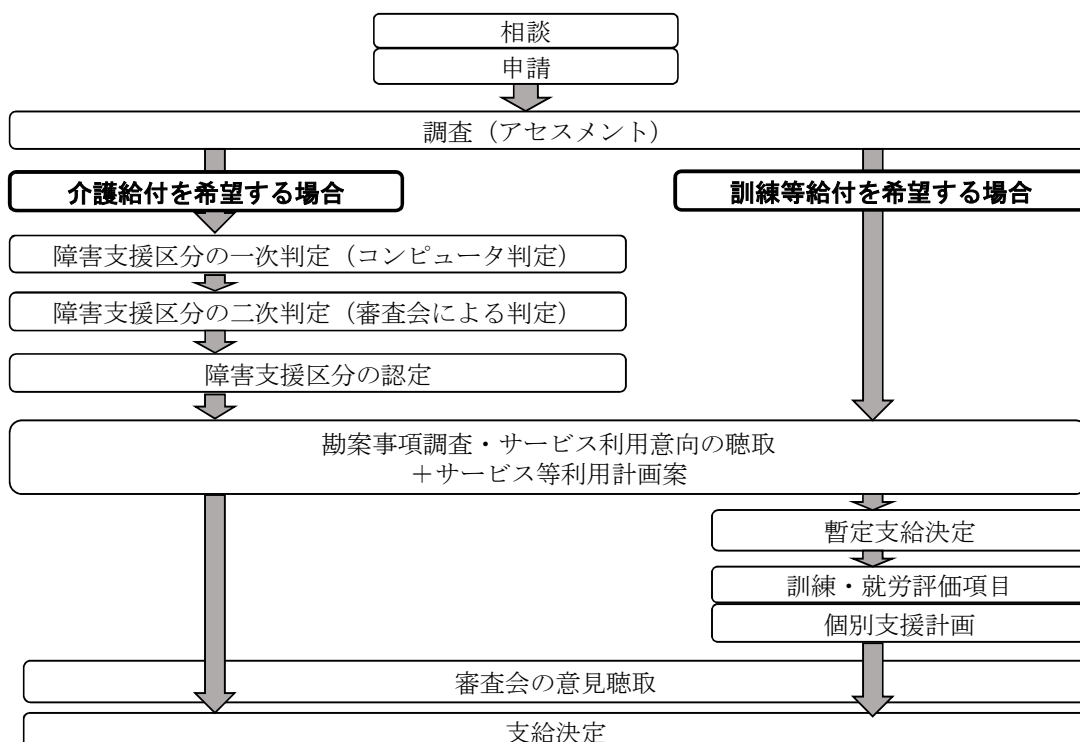 相談
申請
調査（アセスメント）
介護給付を希望する場合
訓練等給付を希望する場合
障害支援区分の一次判定（コンピュータ判定）
障害支援区分の二次判定（審査会による判定）
障害支援区分の認定
勘案事項調査・サービス利用意向の聴取
＋サービス等利用計画案
暫定支給決定
訓練・就労評価項目
個別支援計画
審査会の意見聴取
支給決定